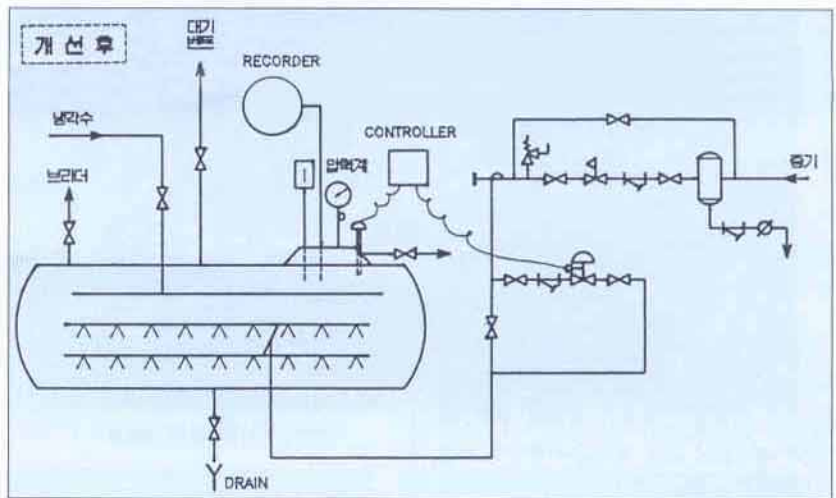 개 선 후
대기
RECORDER
냉각수
CONTROLLER
브리더
압력계
증기
DRAIN